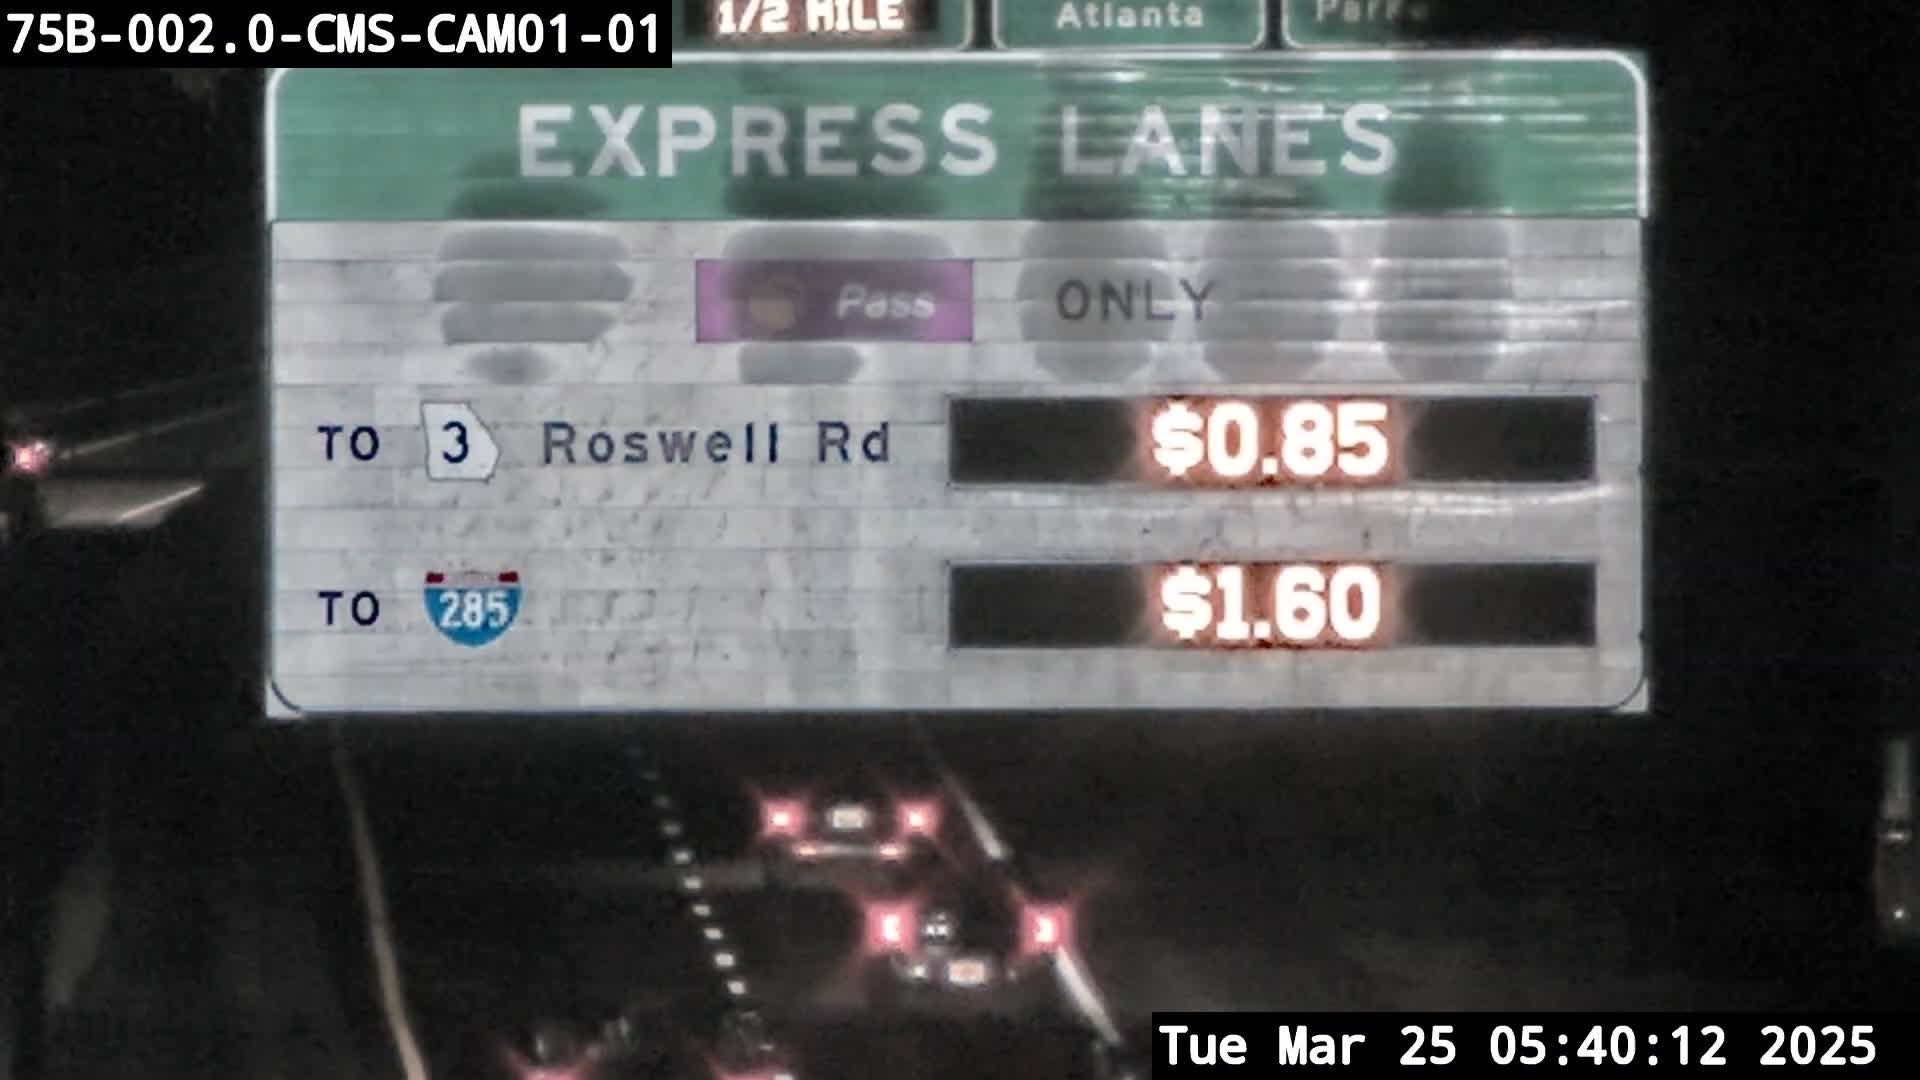 75B-002.0-CMS-CAM01-01
1/2 MILE
Atlanta
EXPRESS LANES
Pass ONLY
TO 3 Roswell Rd $0.85
TO 285 $1.60
Tue Mar 25 05:40:12 2025